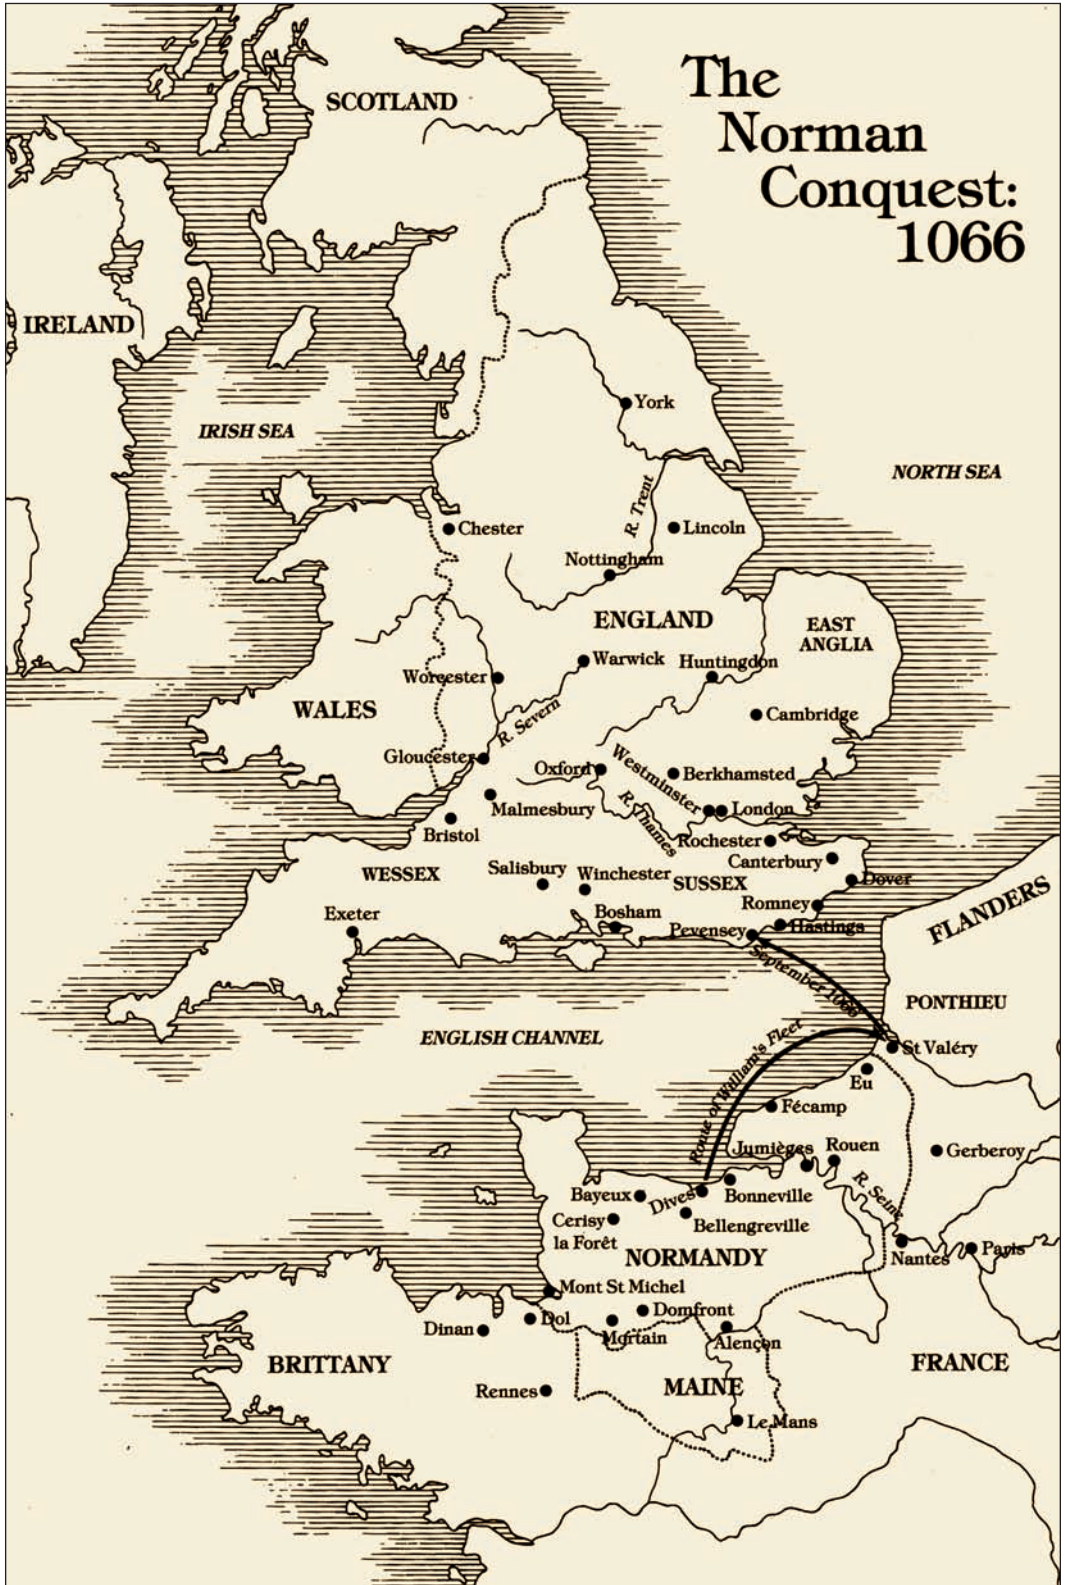 The
Norman
Conquest:
1066
SCOTLAND
IRELAND
IRISH SEA
York
NORTH SEA
R. Trent
Chester
Lincoln
Nottingham
ENGLAND
EAST
ANGLIA
Warwick
Huntingdon
Worcester
WALES
R. Severn
Cambridge
Gloucester
Oxford
Westminster
Berkhamsted
Malmesbury
R. Thames
London
Bristol
Rochester
Canterbury
WESSEX
Salisbury
Winchester
SUSSEX
Dover
Romney
Exeter
Bosham
Hastings
Pevensey
FLANDERS
September 1066
PONTHIEU
ENGLISH CHANNEL
Route of William's Fleet
St Valéry
Eu
Fécamp
Jumièges
Rouen
Gerberoy
Bayeux
Dives
Bonneville
R. Seine
Cerisy
la Forêt
Bellengreville
NORMANDY
Nantes
Paris
Mont St Michel
Domfront
Dol
Dinan
Mortain
Alençon
BRITTANY
FRANCE
Rennes
MAINE
Le Mans